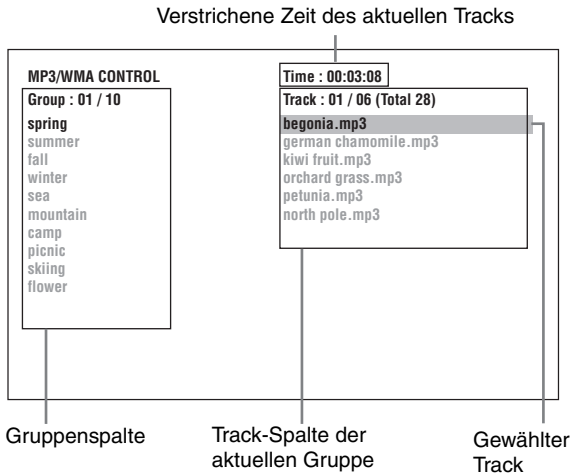 Verstrichene Zeit des aktuellen Tracks
MP3/WMA CONTROL
Group : 01 / 10
spring
summer
fall
winter
sea
mountain
camp
picnic
skiing
flower
Time : 00:03:08
Track : 01 / 06 (Total 28)
begonia.mp3
german chamomile.mp3
kiwi fruit.mp3
orchard grass.mp3
petunia.mp3
north pole.mp3
Gruppenspalte
Track-Spalte der
aktuellen Gruppe
Gewählter
Track